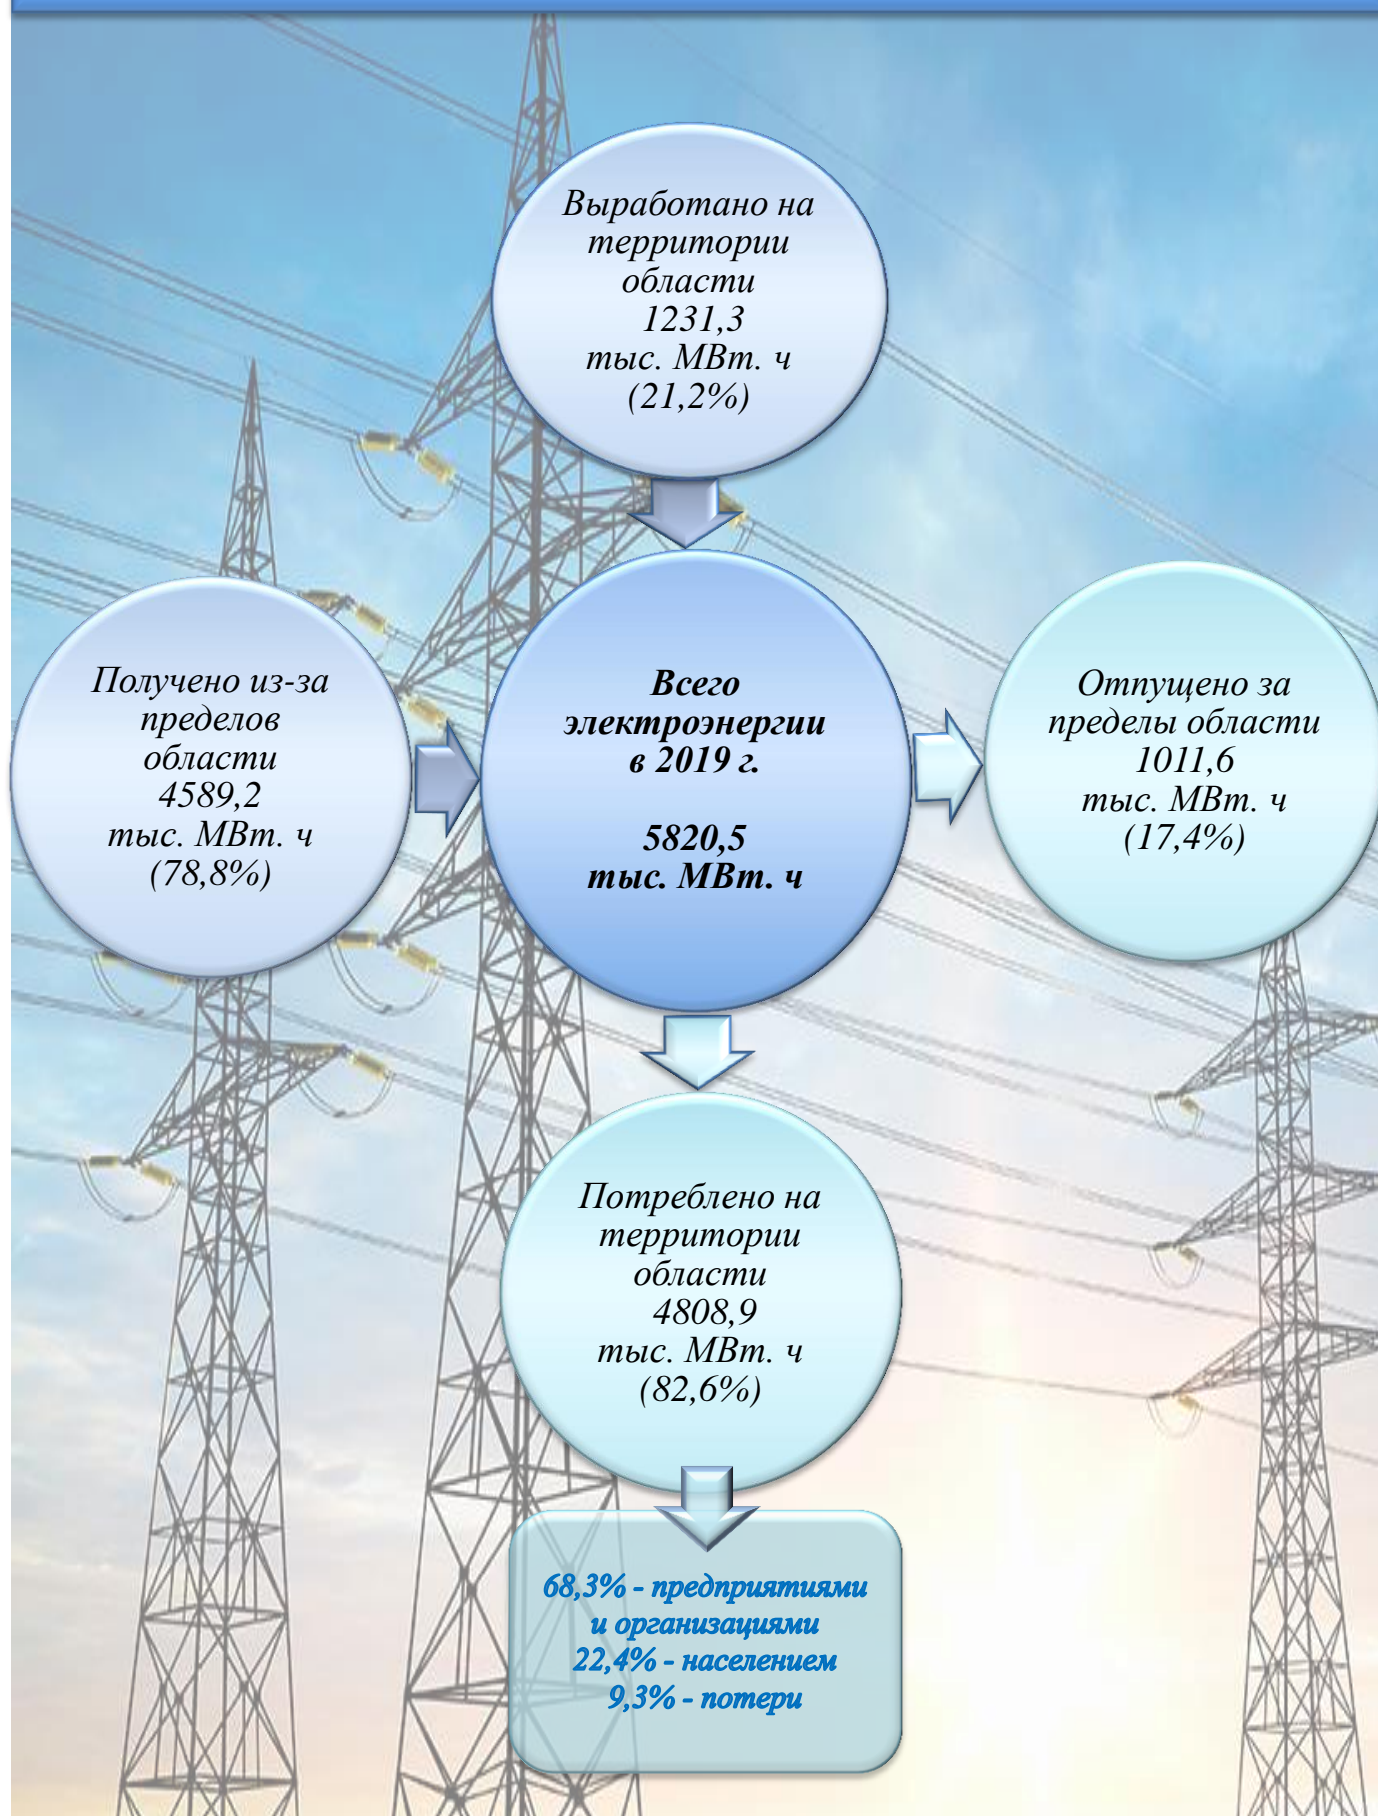 Выработано на
территории
области
1231,3
тыс. МВт. ч
(21,2%)
Получено из-за
пределов
области
4589,2
тыс. МВт. ч
(78,8%)
Всего
электроэнергии
в 2019 г.
5820,5
тыс. МВт. ч
Отпущено за
пределы области
1011,6
тыс. МВт. ч
(17,4%)
Потреблено на
территории
области
4808,9
тыс. МВт. ч
(82,6%)
68,3% - предприятиями
и организациями
22,4% - населением
9,3% - потери